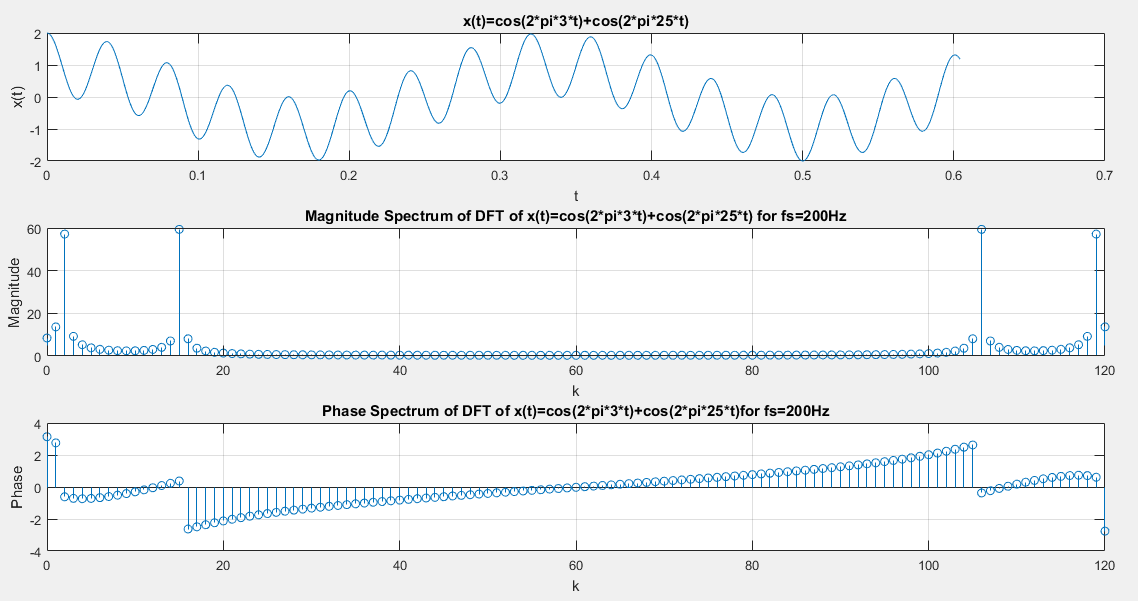 x(t)=cos(2*pi*3*t)+cos(2*pi*25*t)
2
1
0
-1
-2
x(t)
0 0.1 0.2 0.3 0.4 0.5 0.6 0.7
t
Magnitude Spectrum of DFT of x(t)=cos(2*pi*3*t)+cos(2*pi*25*t) for fs=200Hz
60
40
20
0
Magnitude
0 20 40 60 80 100 120
k
Phase Spectrum of DFT of x(t)=cos(2*pi*3*t)+cos(2*pi*25*t)for fs=200Hz
4
2
0
-2
-4
Phase
0 20 40 60 80 100 120
k